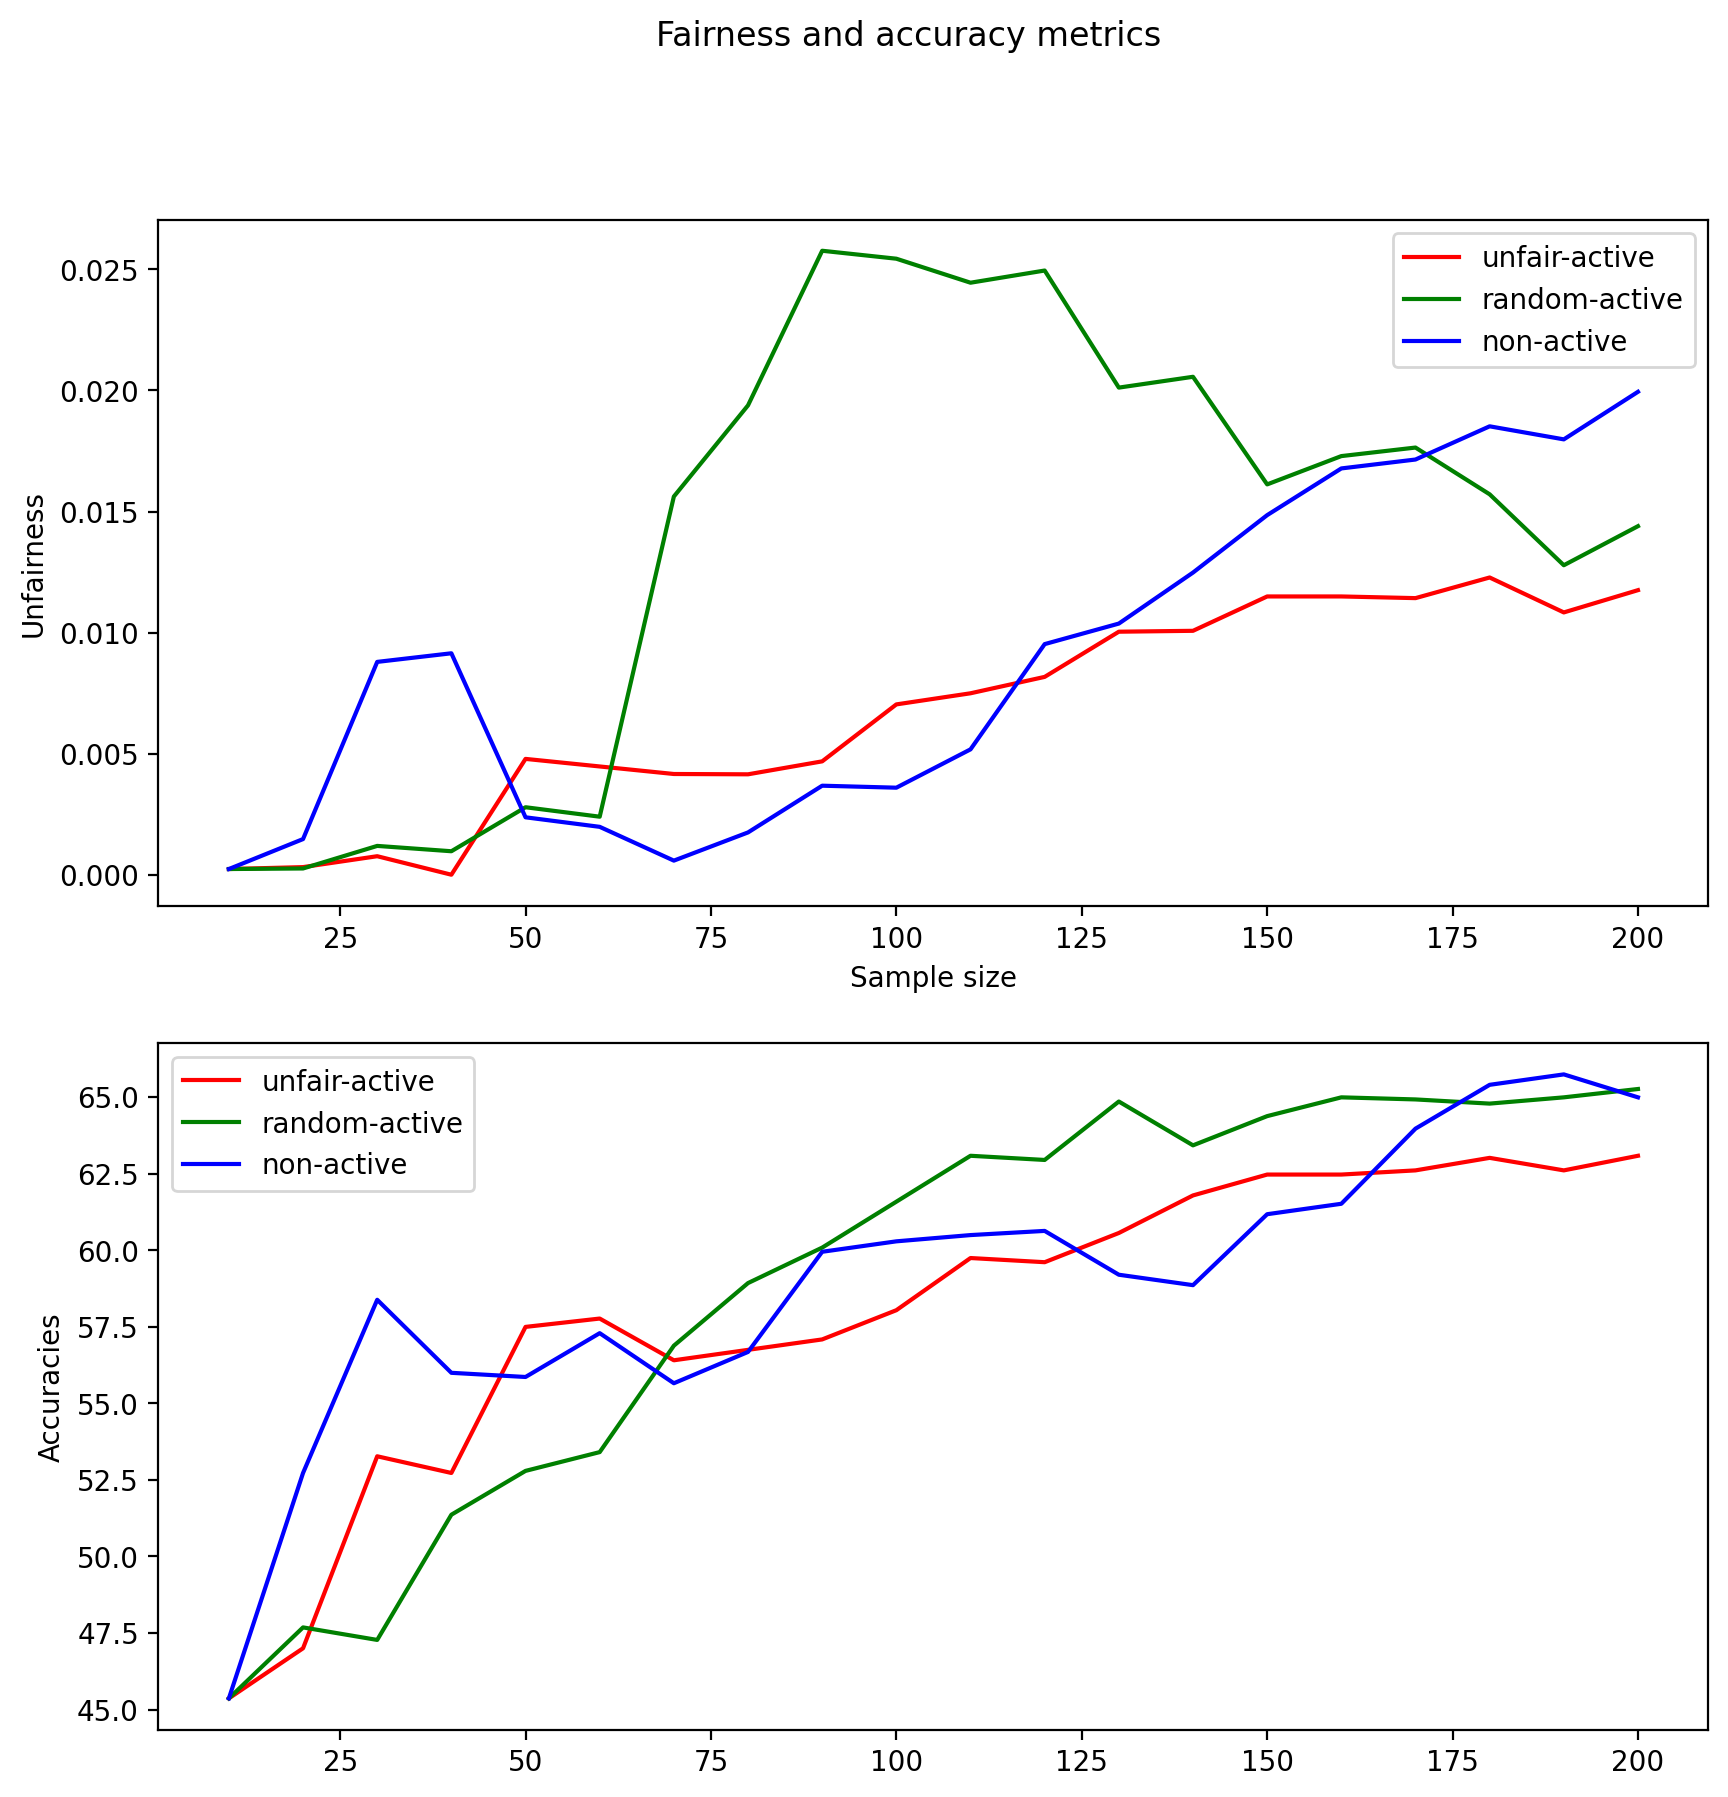 Fairness and accuracy metrics
unfair-active
random-active
non-active
0.025
0.020
0.015
0.010
0.005
0.000
Unfairness
25 50 75 100 125 150 175 200
Sample size
unfair-active
random-active
non-active
65.0
62.5
60.0
57.5
55.0
52.5
50.0
47.5
45.0
Accuracies
25 50 75 100 125 150 175 200